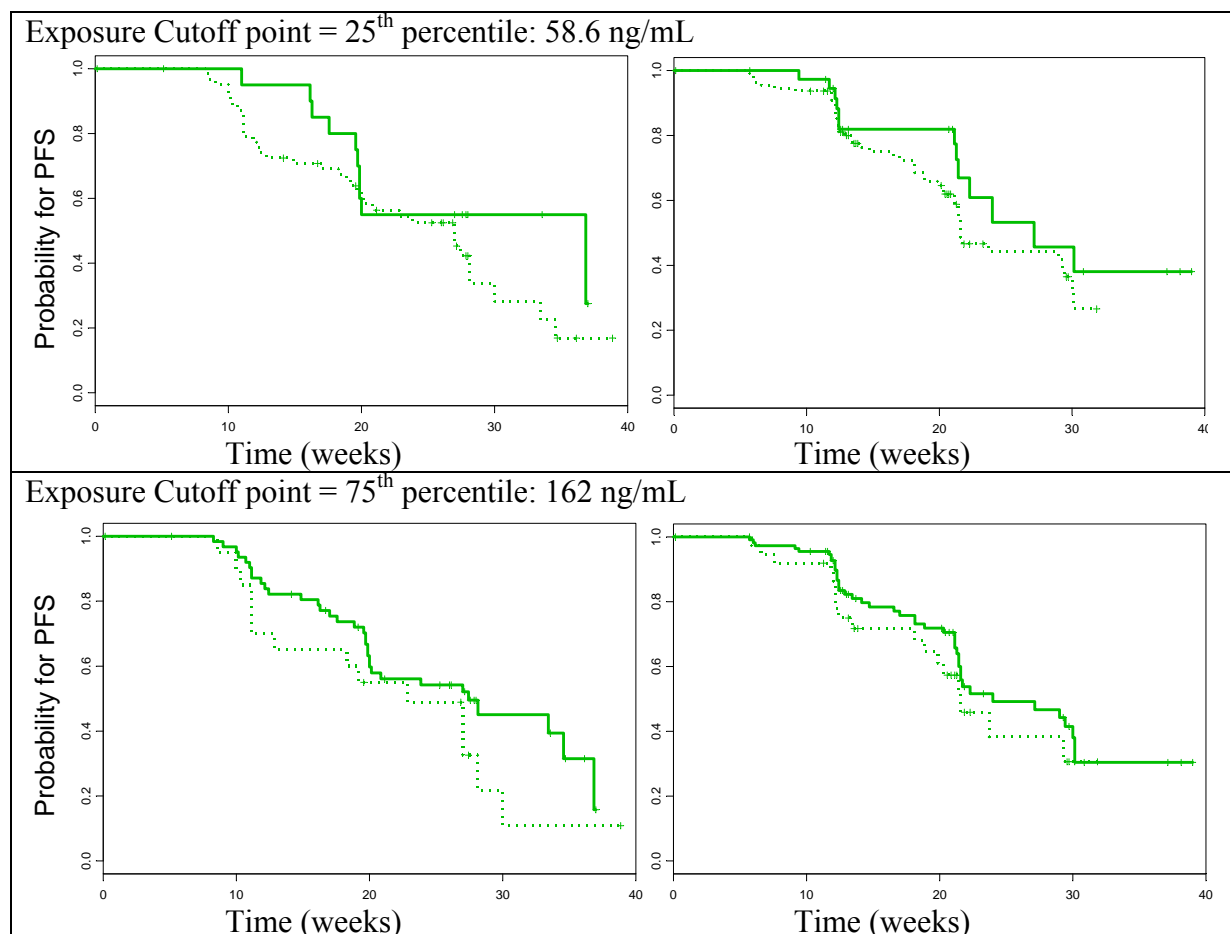 Exposure Cutoff point = 25th percentile: 58.6 ng/mL
Probability for PFS
1.0
0.8
0.6
0.4
0.2
0.0
0 10 20 30 40
Time (weeks)
1.0
0.8
0.6
0.4
0.2
0.0
0 10 20 30 40
Time (weeks)
Exposure Cutoff point = 75th percentile: 162 ng/mL
Probability for PFS
1.0
0.8
0.6
0.4
0.2
0.0
0 10 20 30 40
Time (weeks)
1.0
0.8
0.6
0.4
0.2
0.0
0 10 20 30 40
Time (weeks)